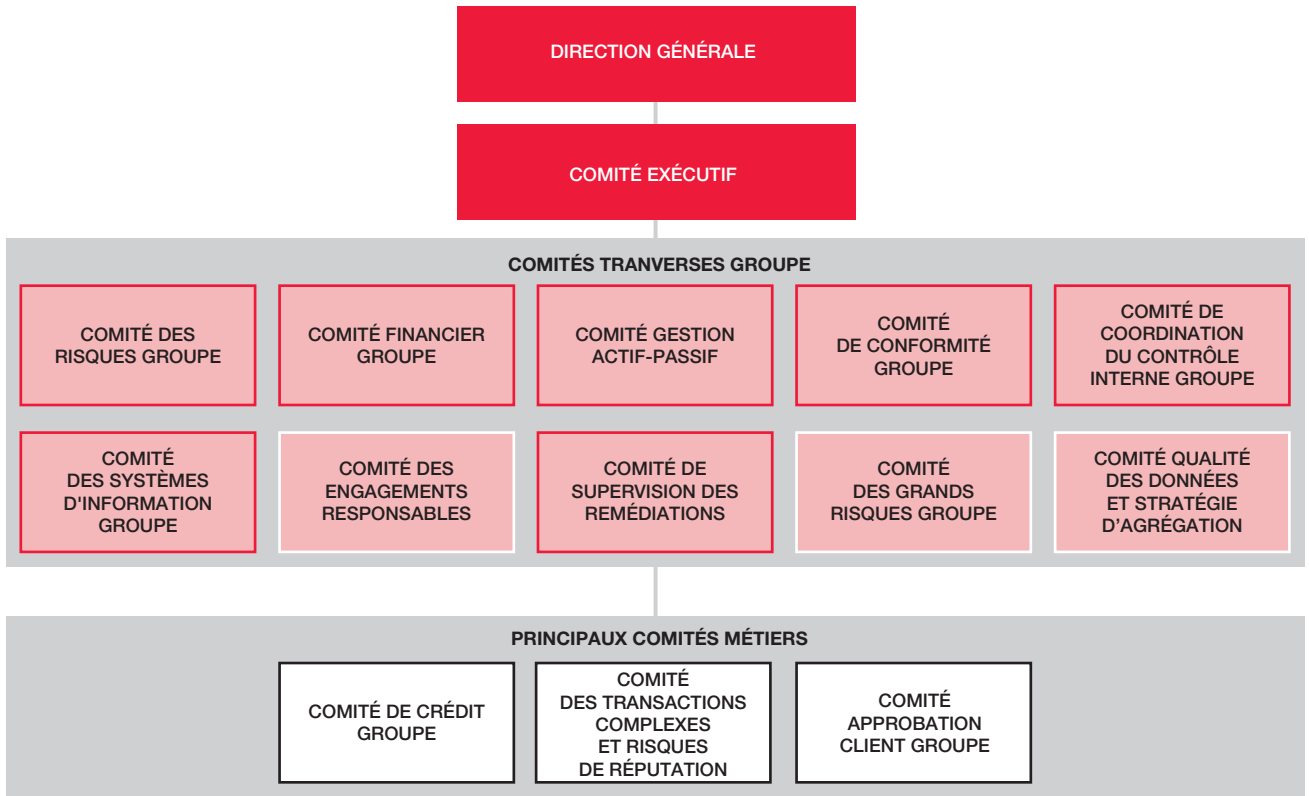 DIRECTION GÉNÉRALE
COMITÉ EXÉCUTIF
COMITÉS TRANVERSES GROUPE
COMITÉ DES
RISQUES GROUPE
COMITÉ FINANCIER
GROUPE
COMITÉ GESTION
ACTIF-PASSIF
COMITÉ
DE CONFORMITÉ
GROUPE
COMITÉ DE
COORDINATION
DU CONTRÔLE
INTERNE GROUPE
COMITÉ
DES SYSTÈMES
D'INFORMATION
GROUPE
COMITÉ DES
ENGAGEMENTS
RESPONSABLES
COMITÉ DE
SUPERVISION DES
REMÉDIATIONS
COMITÉ
DES GRANDS
RISQUES GROUPE
COMITÉ QUALITÉ
DES DONNÉES
ET STRATÉGIE
D’AGRÉGATION
PRINCIPAUX COMITÉS MÉTIERS
COMITÉ DE CRÉDIT
GROUPE
COMITÉ
DES TRANSACTIONS
COMPLEXES
ET RISQUES
DE RÉPUTATION
COMITÉ
APPROBATION
CLIENT GROUPE